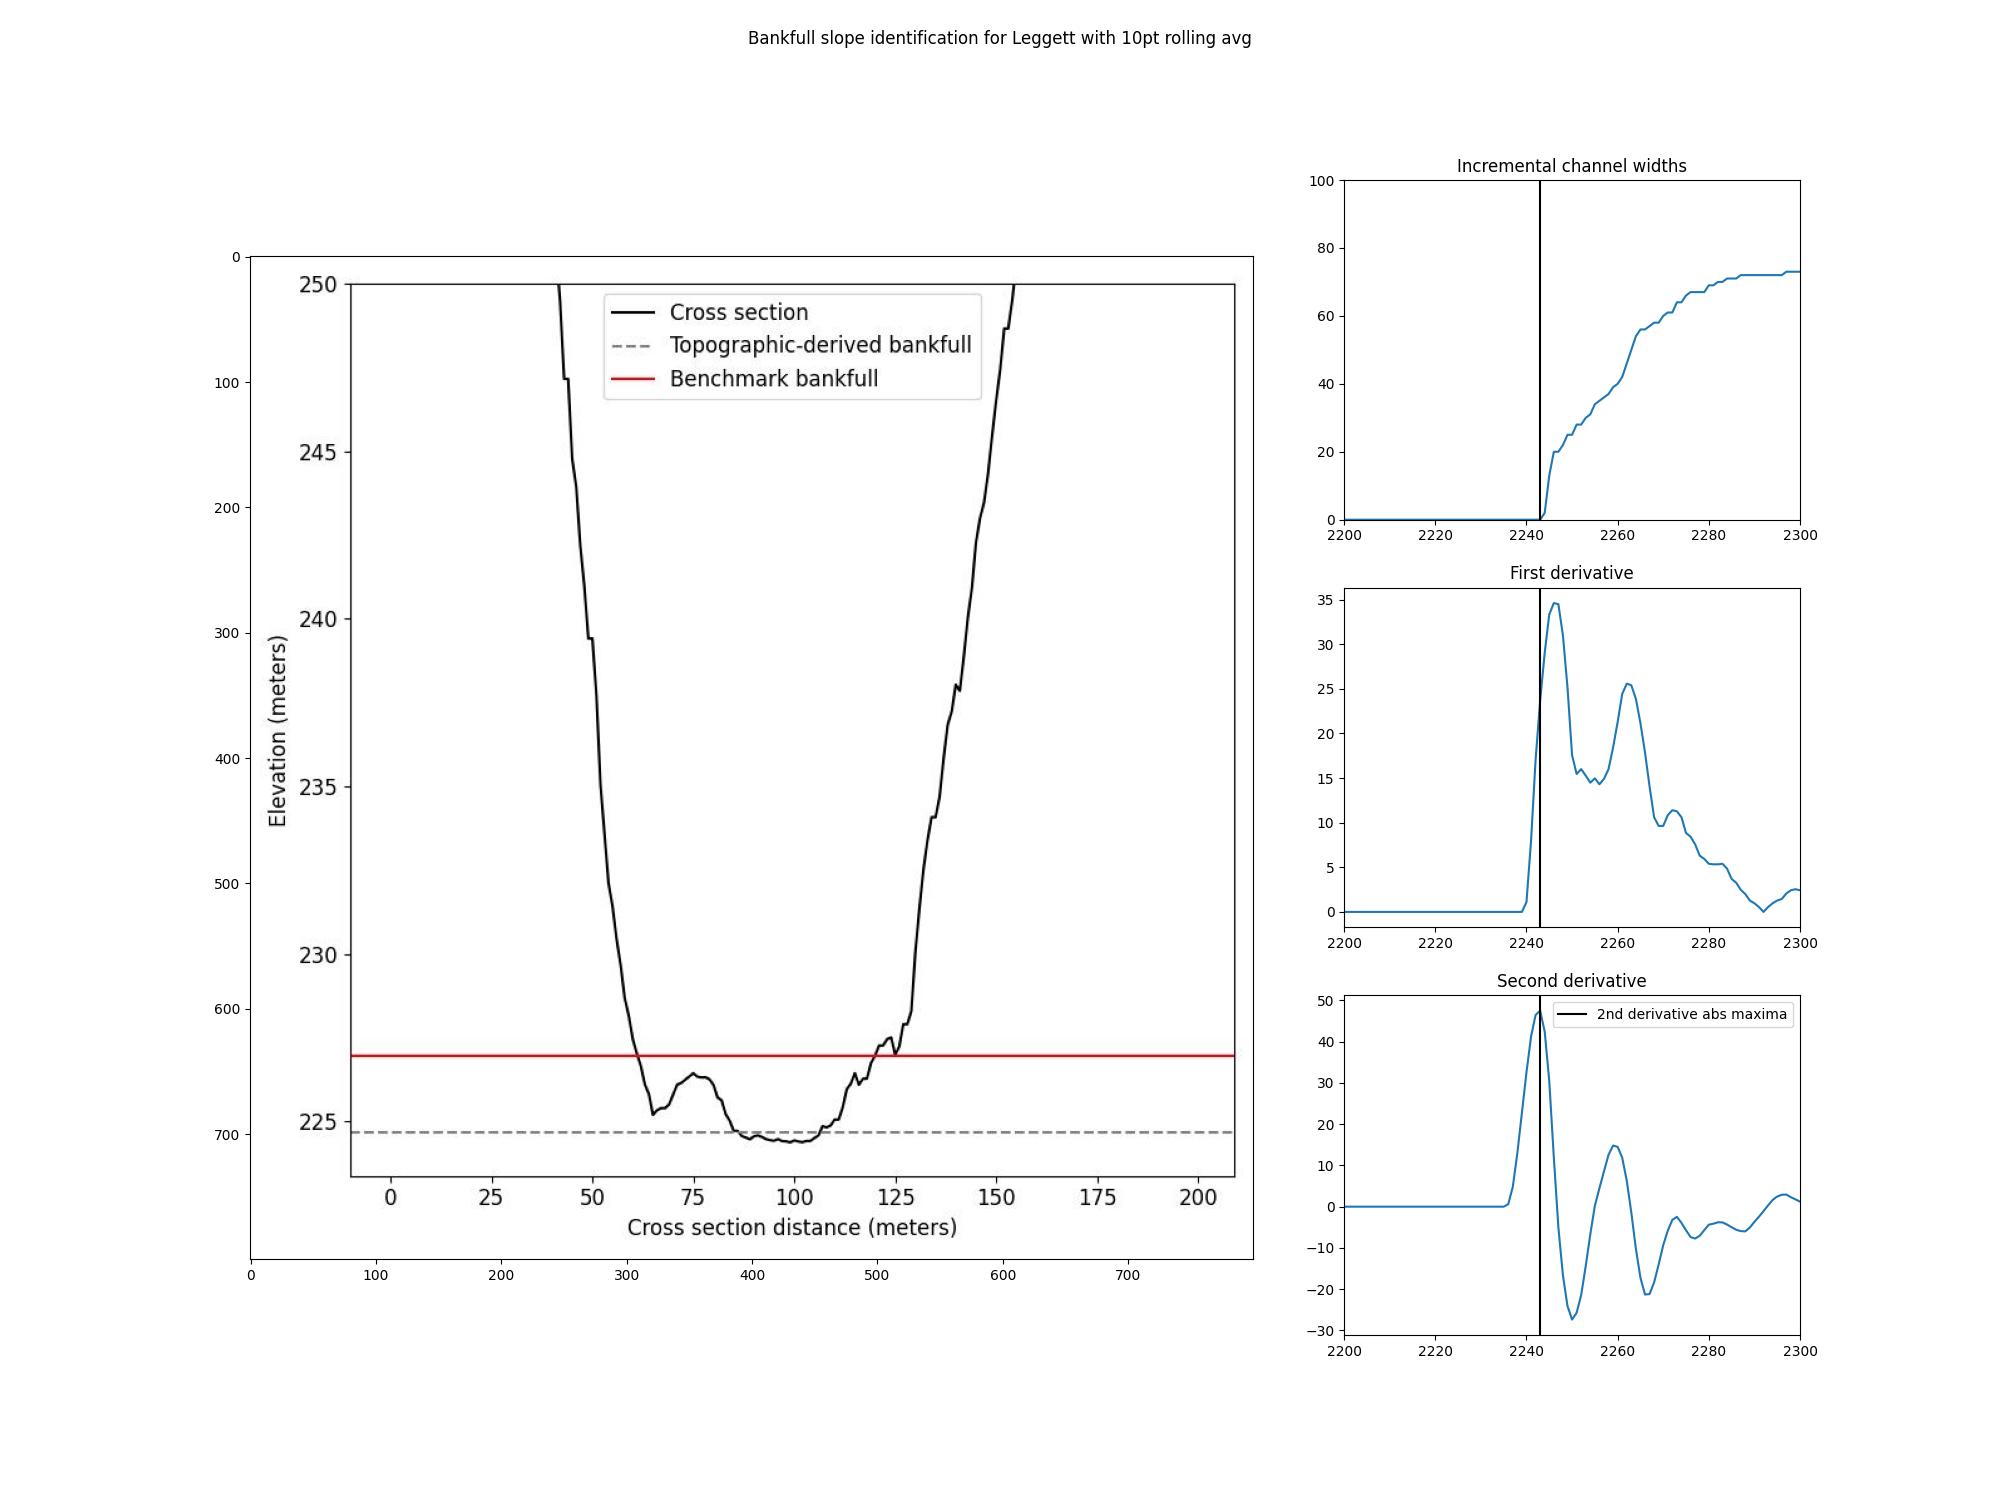 Bankfull slope identification for Leggett with 10pt rolling avg
0
100
200
300
400
500
600
700
250
245
240
235
230
225
Elevation (meters)
Cross section
Topographic-derived bankfull
Benchmark bankfull
0 25 50 75 100 125 150 175 200
Cross section distance (meters)
0 100 200 300 400 500 600 700
Incremental channel widths
100
80
60
40
20
0
2200 2220 2240 2260 2280 2300
First derivative
35
30
25
20
15
10
5
0
2200 2220 2240 2260 2280 2300
Second derivative
2nd derivative abs maxima
50
40
30
20
10
0
−10
−20
−30
2200 2220 2240 2260 2280 2300